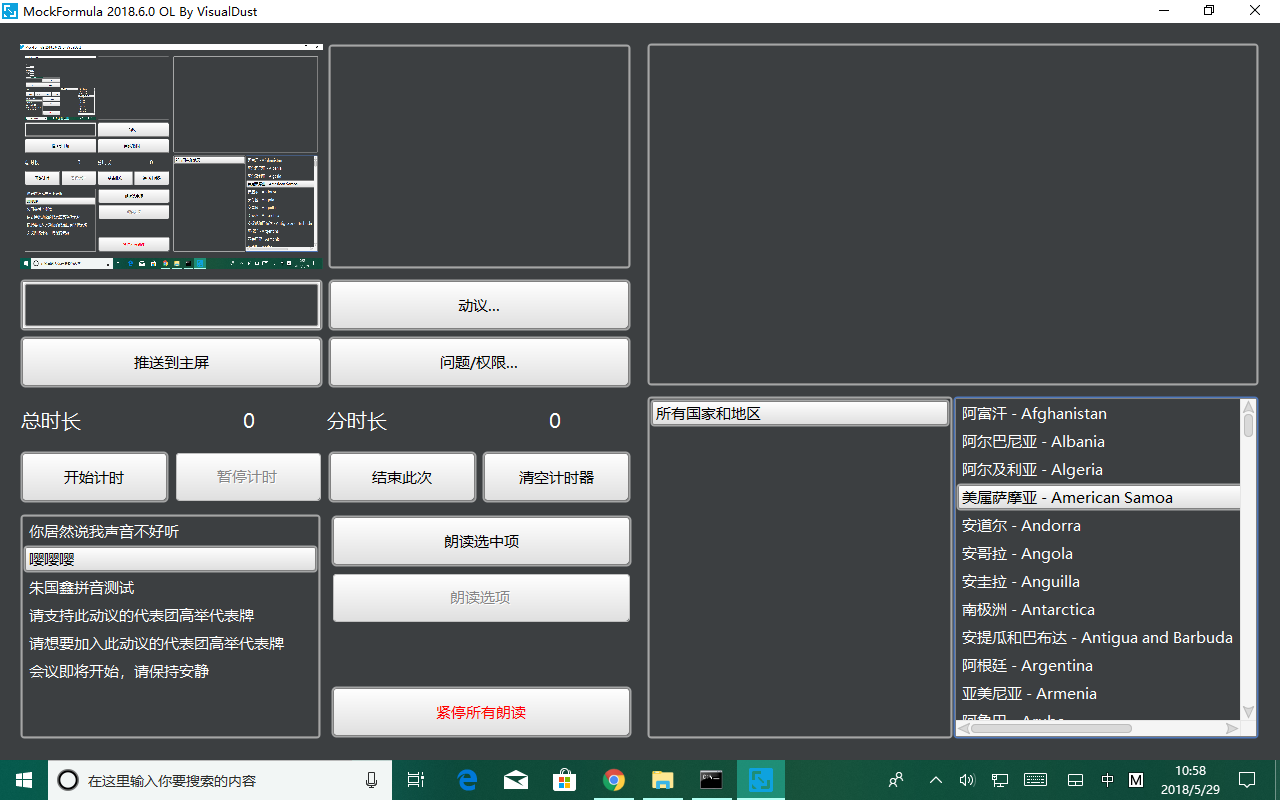 MockFormula 2018.6.0 OL By VisualDust
动议...
推送到主屏
问题/权限...
总时长
0
分时长
0
开始计时
暂停计时
结束此次
清空计时器
你居然说我声音不好听
嘤嘤嘤
朱国鑫拼音测试
请支持此动议的代表团高举代表牌
请想要加入此动议的代表团高举代表牌
会议即将开始，请保持安静
朗读选中项
朗读选项
紧停所有朗读
所有国家和地区
阿富汗 - Afghanistan
阿尔巴尼亚 - Albania
阿尔及利亚 - Algeria
美属萨摩亚 - American Samoa
安道尔 - Andorra
安哥拉 - Angola
安圭拉 - Anguilla
南极洲 - Antarctica
安提瓜和巴布达 - Antigua and Barbuda
阿根廷 - Argentina
亚美尼亚 - Armenia
阿鲁巴 - Aruba
在这里输入你要搜索的内容
中
M
10:58
2018/5/29